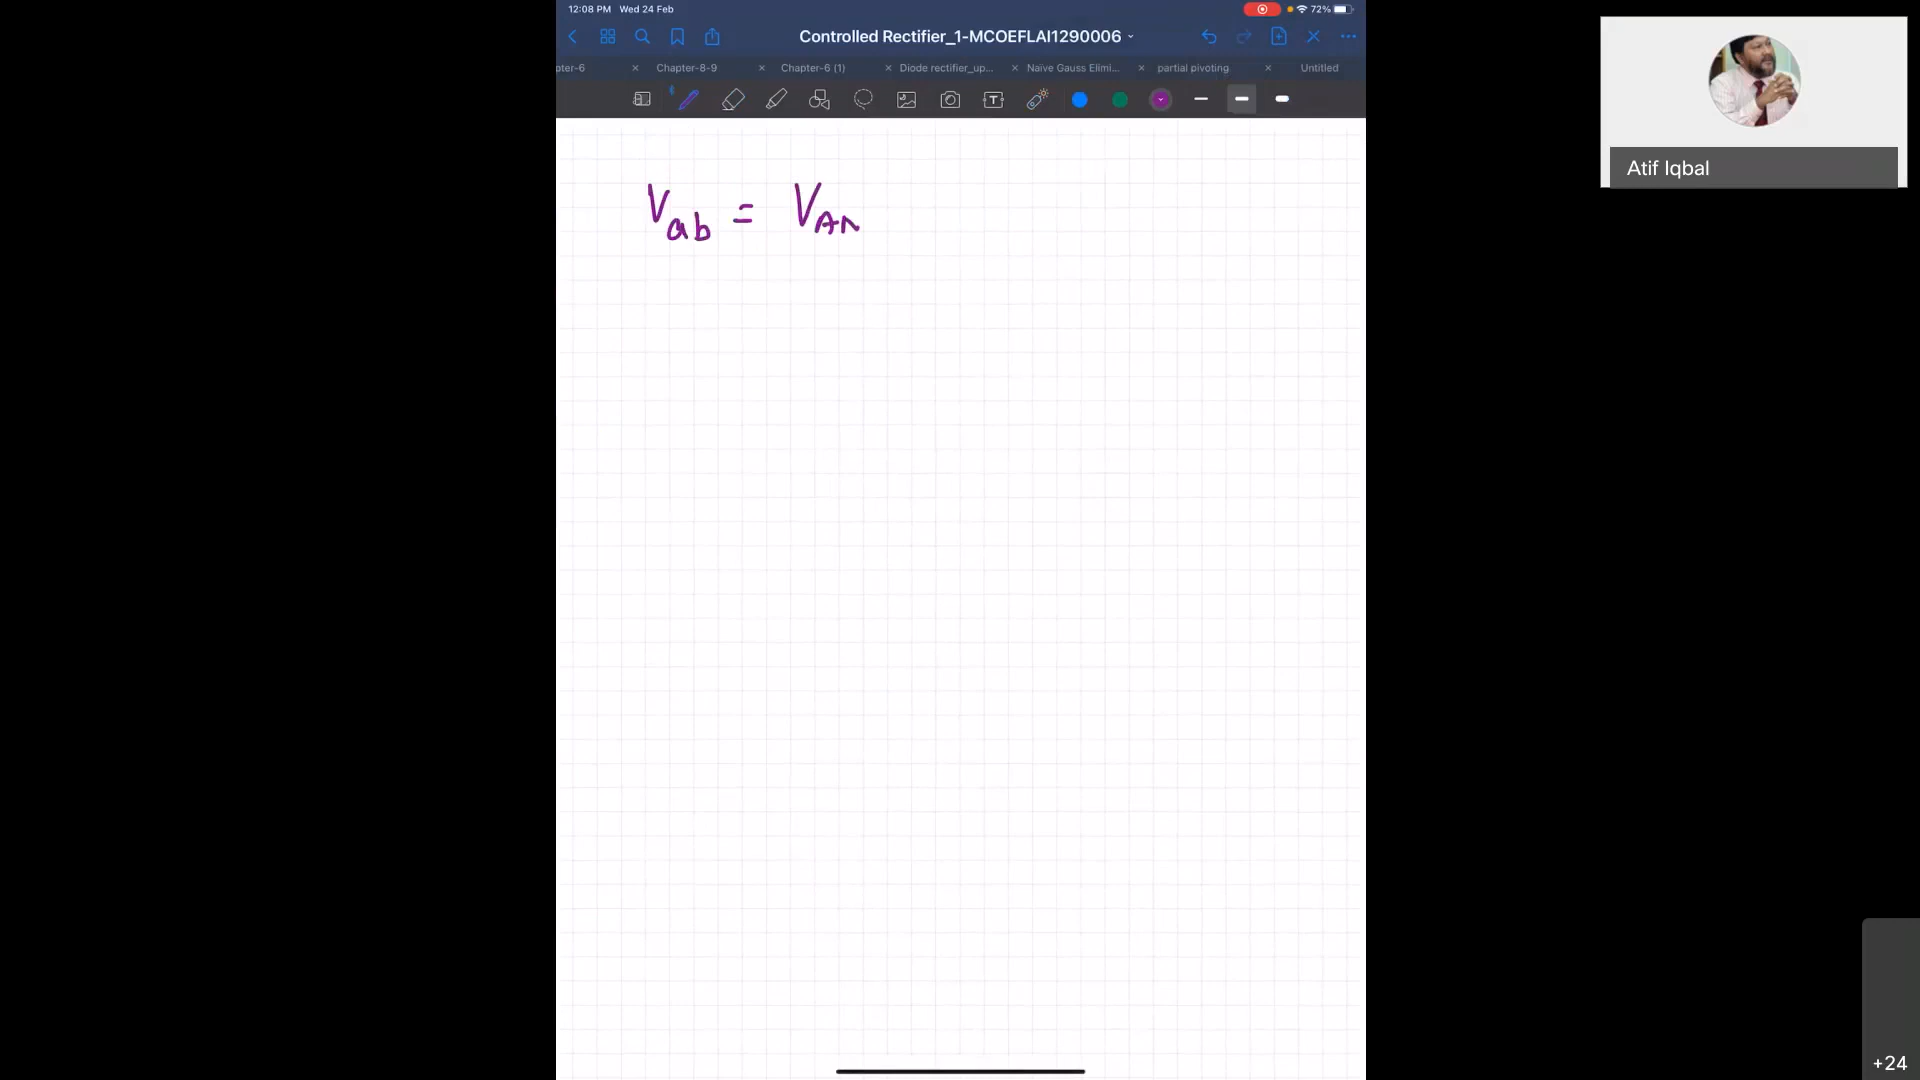 12:08 PM Wed 24 Feb
72%
Controlled Rectifier_1-MCOEFLAI1290006
pter-6
Chapter-8-9
Chapter-6 (1)
Diode rectifier_up...
Naïve Gauss Elimi...
partial pivoting
Untitled
Vab = VAN
Atif Iqbal
+24